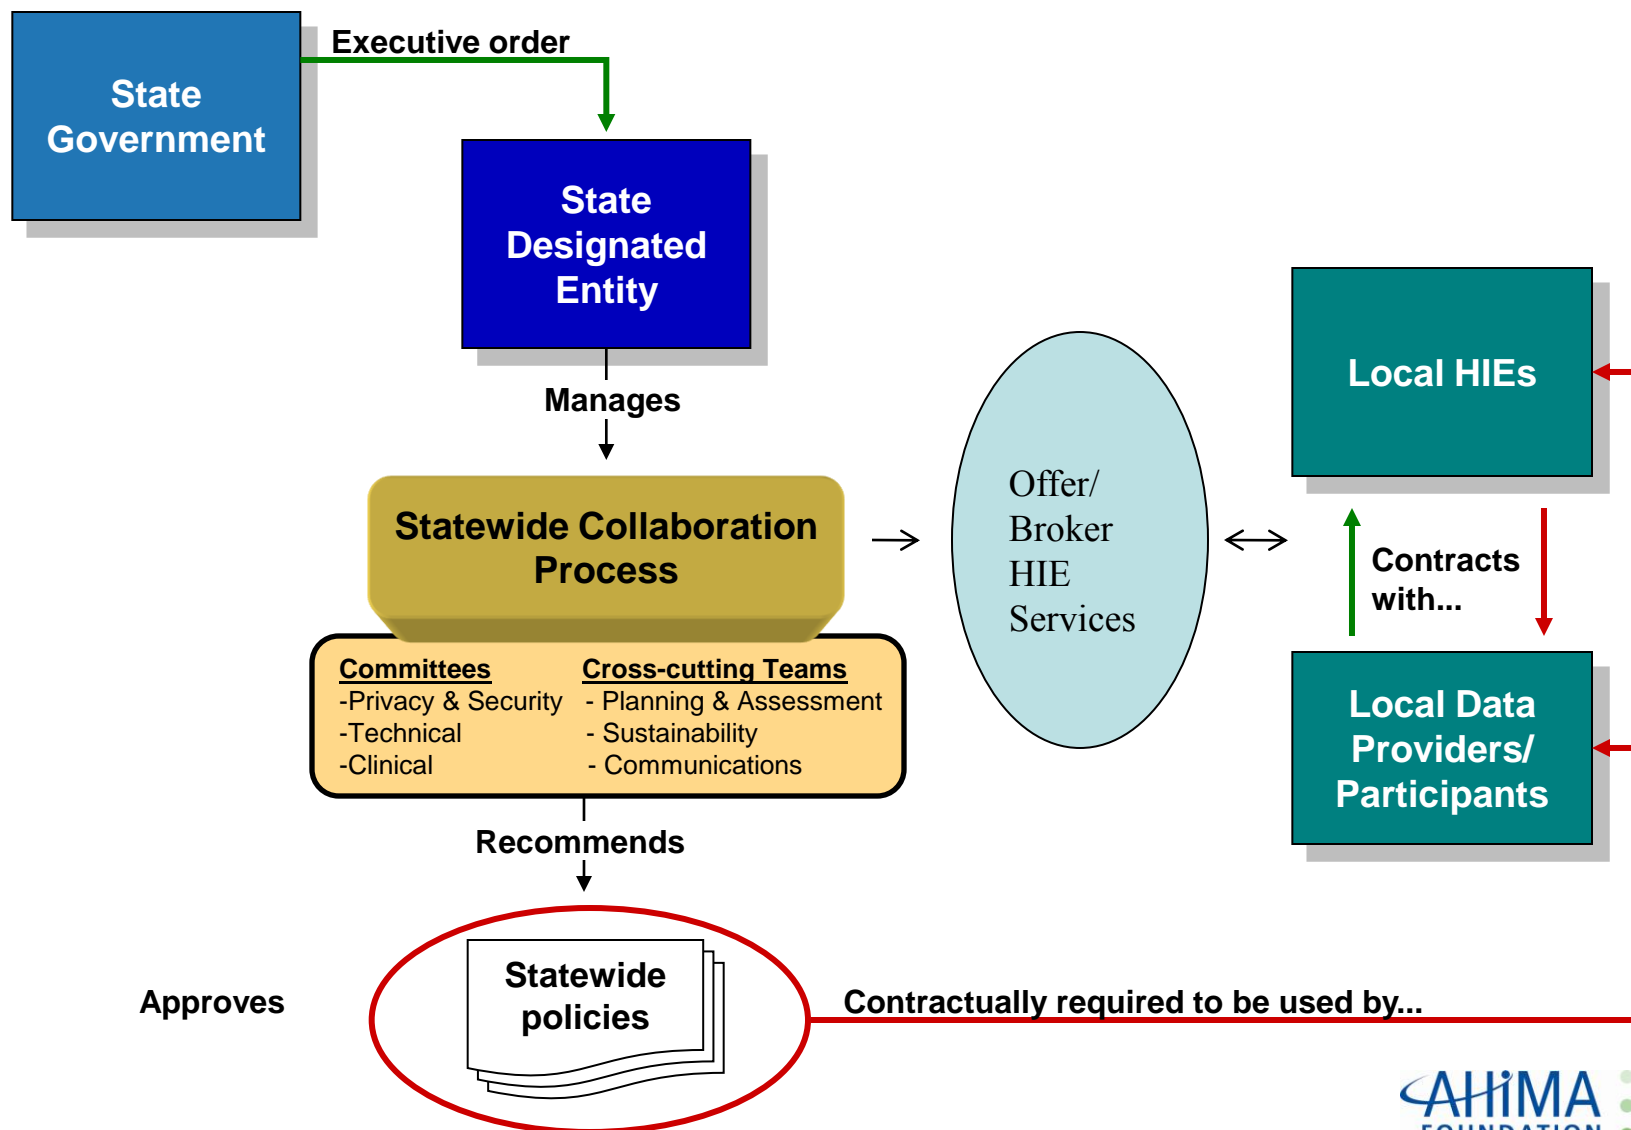 Executive order
State
Government
State
Designated
Entity
Manages
Local HIEs
Statewide Collaboration
Process
Offer/
Broker
HIE
Services
Contracts
with...
Committees Cross-cutting Teams
-Privacy & Security - Planning & Assessment
-Technical - Sustainability
-Clinical - Communications
Local Data
Providers/
Participants
Recommends
Statewide
policies
Approves
Contractually required to be used by...
AHiMA
FOUNDATION